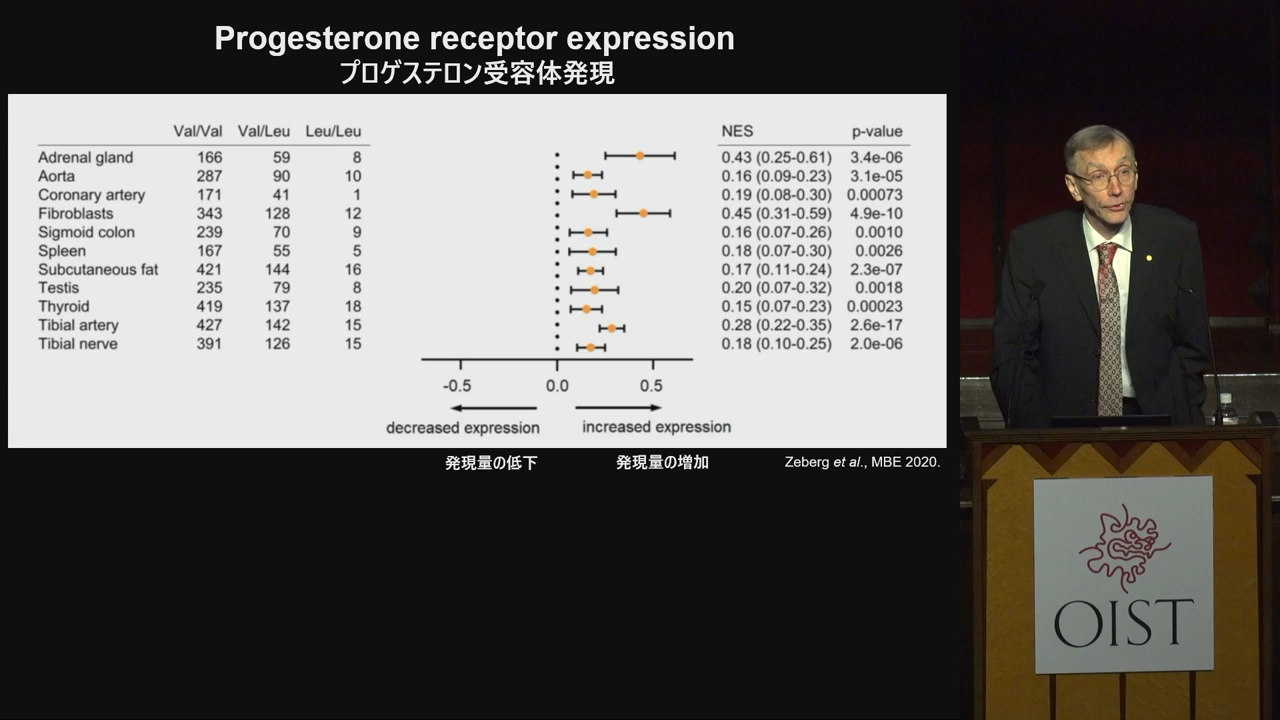 Progesterone receptor expression
プロゲステロン受容体発現
Val/Val Val/Leu Leu/Leu NES p-value
Adrenal gland 166 59 8 0.43 (0.25-0.61) 3.4e-06
Aorta 287 90 10 0.16 (0.09-0.23) 3.1e-05
Coronary artery 171 41 1 0.19 (0.08-0.30) 0.00073
Fibroblasts 343 128 12 0.45 (0.31-0.59) 4.9e-10
Sigmoid colon 239 70 9 0.16 (0.07-0.26) 0.0010
Spleen 167 55 5 0.18 (0.07-0.30) 0.0026
Subcutaneous fat 421 144 16 0.17 (0.11-0.24) 2.3e-07
Testis 235 79 8 0.20 (0.07-0.32) 0.0018
Thyroid 419 137 18 0.15 (0.07-0.23) 0.00023
Tibial artery 427 142 15 0.28 (0.22-0.35) 2.6e-17
Tibial nerve 391 126 15 0.18 (0.10-0.25) 2.0e-06
-0.5 0.0 0.5
decreased expression increased expression
発現量の低下 発現量の増加 Zeberg et al., MBE 2020.
OIST